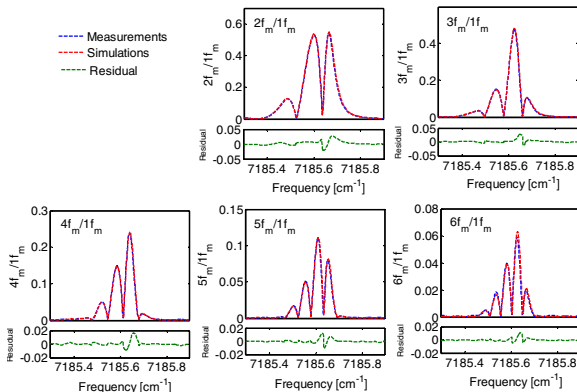 Measurements
Simulations
Residual
2f_m/1f_m
2f_m/1f_m
0.6
0.4
0.2
0
Residual
0.05
0
-0.05
7185.4 7185.6 7185.8
Frequency [cm⁻¹]
3f_m/1f_m
3f_m/1f_m
0.4
0.2
0
Residual
0.05
0
-0.05
7185.4 7185.6 7185.8
Frequency [cm⁻¹]
4f_m/1f_m
4f_m/1f_m
0.3
0.2
0.1
0
Resudual
0.02
0
-0.02
7185.4 7185.6 7185.8
Frequency [cm⁻¹]
5f_m/1f_m
5f_m/1f_m
0.15
0.1
0.05
0
Residual
0.02
0
-0.02
7185.4 7185.6 7185.8
Frequency [cm⁻¹]
6f_m/1f_m
6f_m/1f_m
0.08
0.06
0.04
0.02
0
Residual
0.02
0
-0.02
7185.4 7185.6 7185.8
Frequency [cm⁻¹]